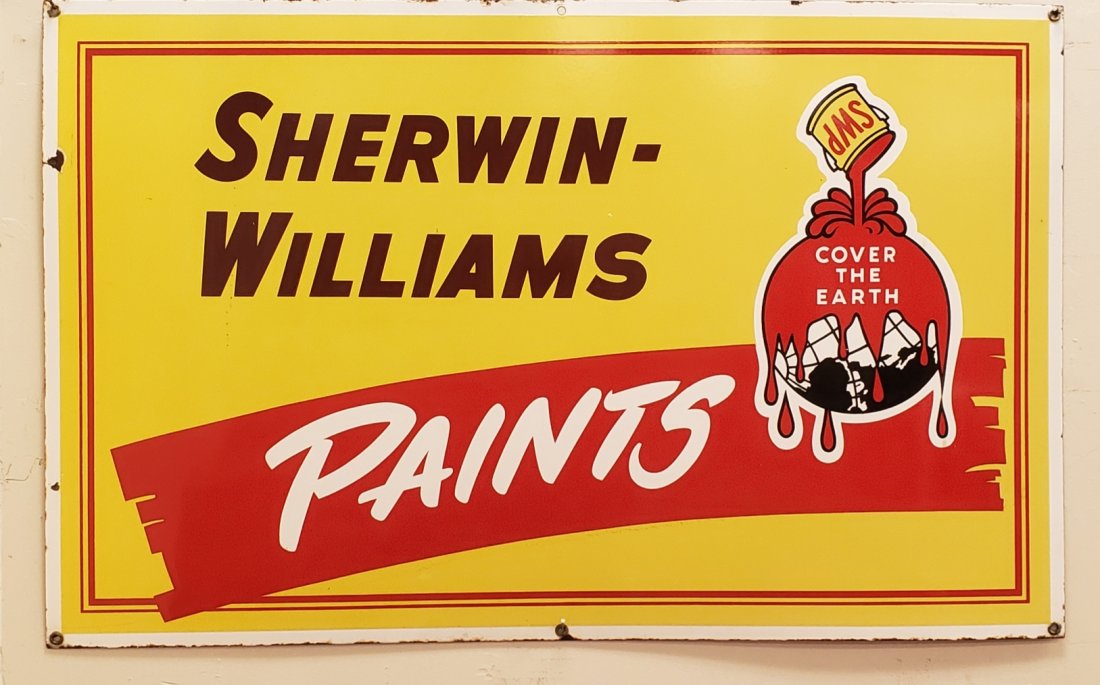 SHERWIN-
WILLIAMS
PAINTS
SWP
COVER
THE
EARTH